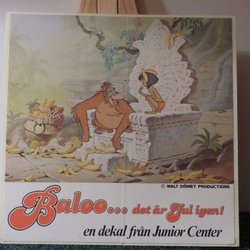 © WALT DISNEY PRODUCTIONS
Baloo... det är Jul igen!
en dekal från Junior Center